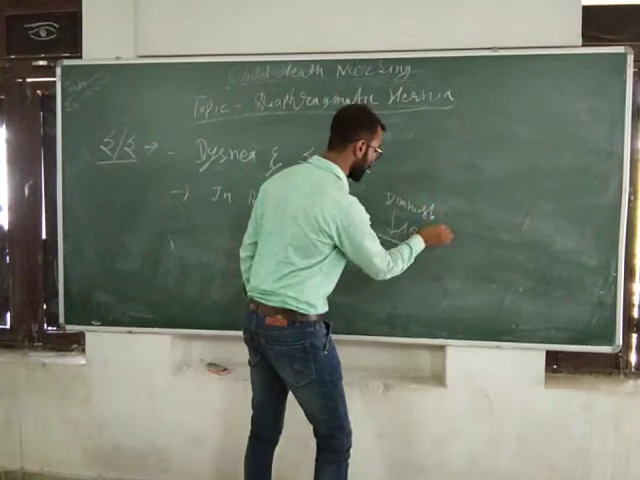 Child Health Nursing
Topic - Diaphragmatic Hernia
S/S → - Dysnea &
→ In
Diminish